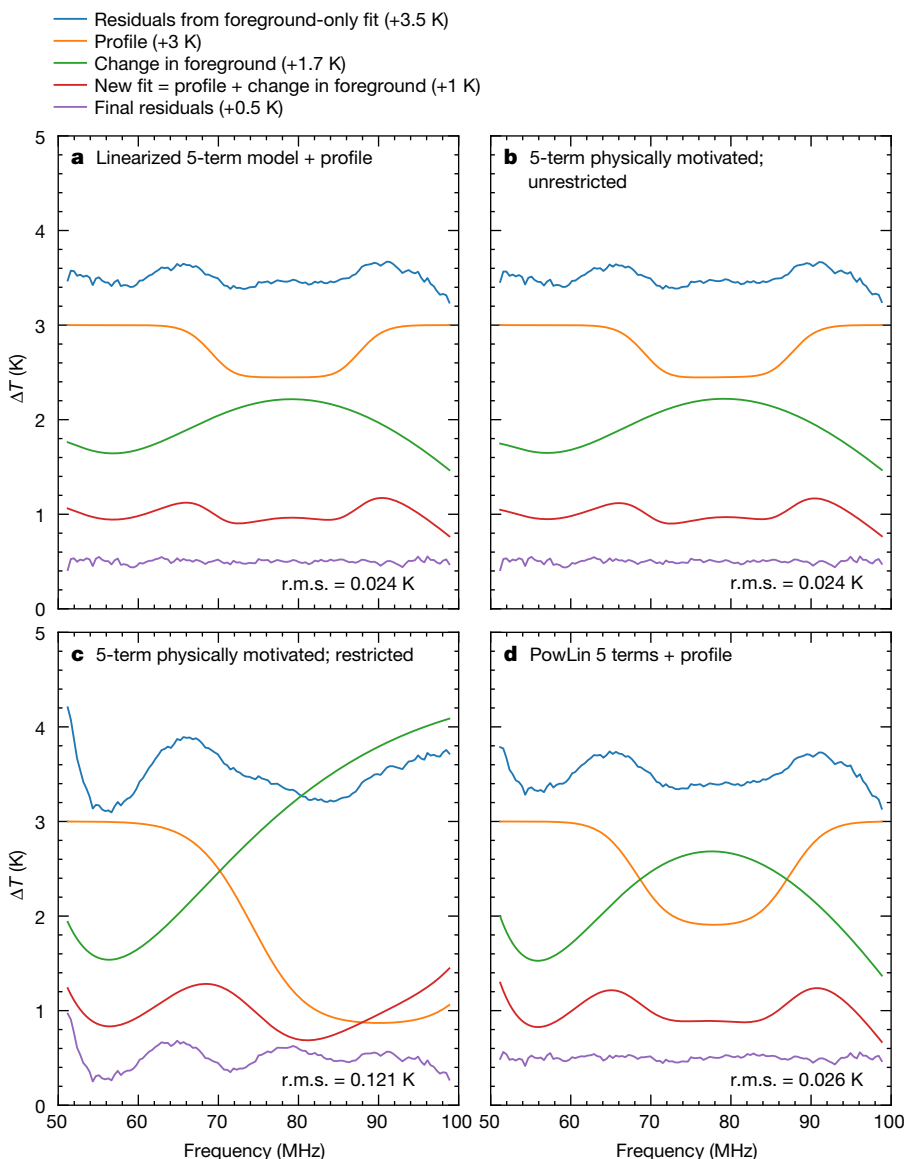 Residuals from foreground-only fit (+3.5 K)
Profile (+3 K)
Change in foreground (+1.7 K)
New fit = profile + change in foreground (+1 K)
Final residuals (+0.5 K)
5
4
3
2
1
0
ΔT (K)
a Linearized 5-term model + profile
r.m.s. = 0.024 K
b 5-term physically motivated;
unrestricted
r.m.s. = 0.024 K
5
4
3
2
1
0
ΔT (K)
c 5-term physically motivated; restricted
r.m.s. = 0.121 K
50 60 70 80 90 100
Frequency (MHz)
d PowLin 5 terms + profile
r.m.s. = 0.026 K
60 70 80 90 100
Frequency (MHz)